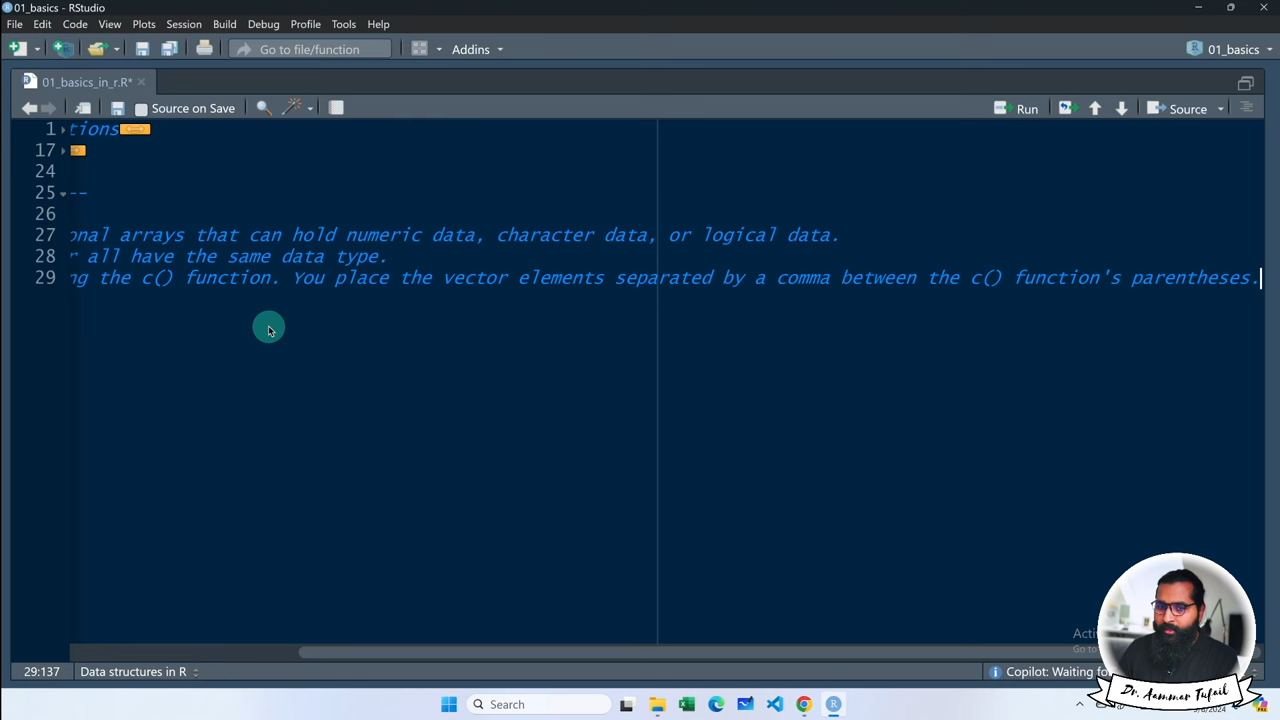 01_basics - RStudio
File Edit Code View Plots Session Build Debug Profile Tools Help
Go to file/function Addins 01_basics
01_basics_in_r.R*
Source on Save Run Source
1 tions
17
24
25 --
26
27 onal arrays that can hold numeric data, character data, or logical data.
28 r all have the same data type.
29 ng the c() function. You place the vector elements separated by a comma between the c() function's parentheses.
29:137 Data structures in R Copilot: Waiting fo
Go to
Dr. Aammar Tufail
Search